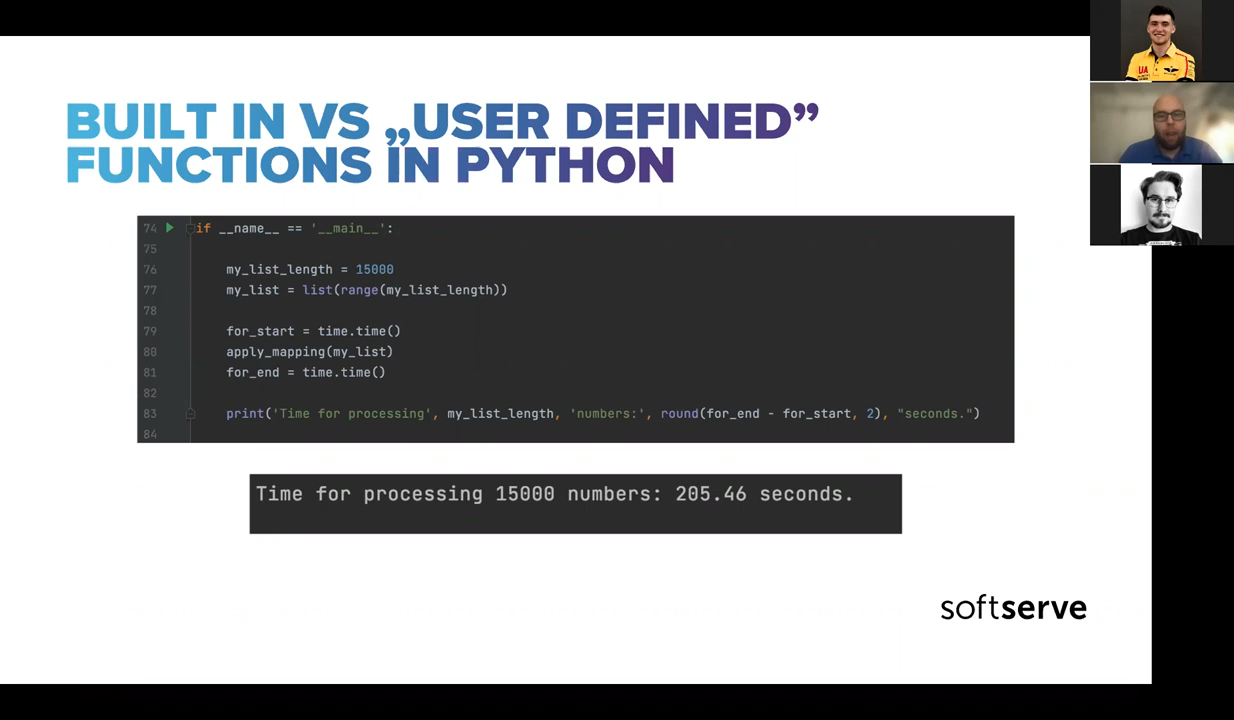 BUILT IN VS „USER DEFINED”
FUNCTIONS IN PYTHON
74 if __name__ == '__main__':
75
76 my_list_length = 15000
77 my_list = list(range(my_list_length))
78
79 for_start = time.time()
80 apply_mapping(my_list)
81 for_end = time.time()
82
83 print('Time for processing', my_list_length, 'numbers:', round(for_end - for_start, 2), "seconds.")
84
Time for processing 15000 numbers: 205.46 seconds.
softserve
UA